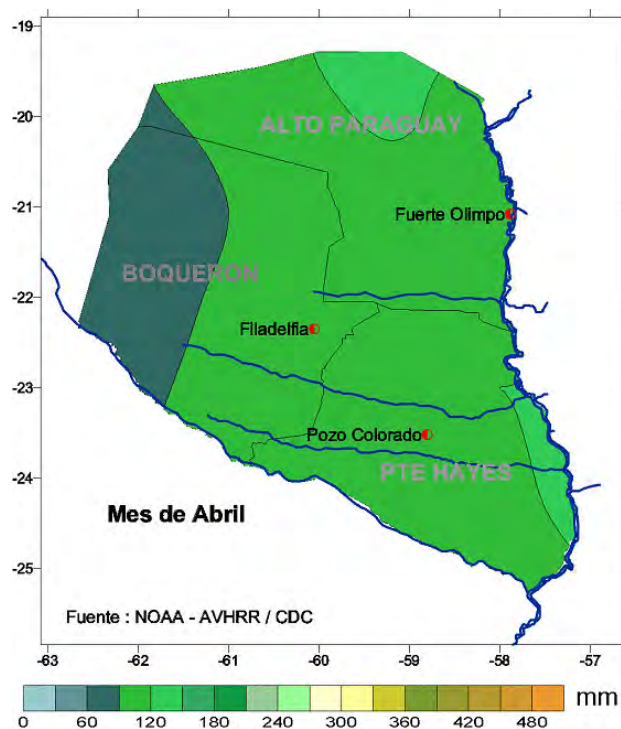 -19
-20
-21
-22
-23
-24
-25
ALTO PARAGUAY
Fuerte Olimpo
BOQUERON
Filadelfia
Pozo Colorado
PTE HAYES
Mes de Abril
Fuente : NOAA - AVHRR / CDC
-63 -62 -61 -60 -59 -58 -57
0 60 120 180 240 300 360 420 480 mm